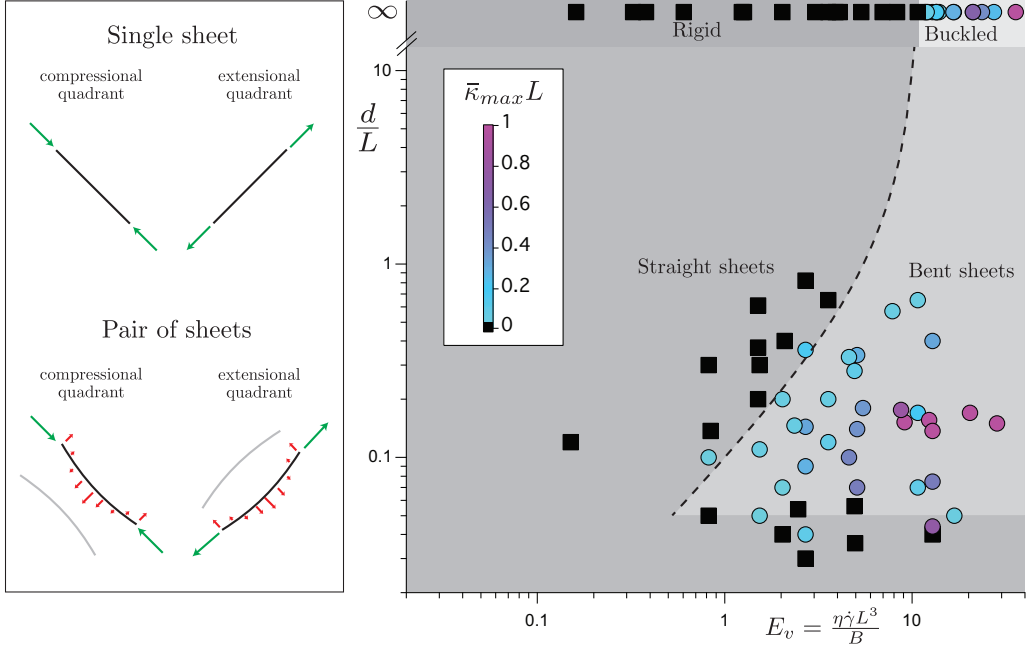 Single sheet
compressional quadrant
extensional quadrant
Pair of sheets
compressional quadrant
extensional quadrant
∞
Rigid
Buckled
10
d/L
κ̄_max L
1
0.8
0.6
0.4
0.2
0
1
Straight sheets
Bent sheets
0.1
0.1
1
10
E_v = ηγ̇L³/B